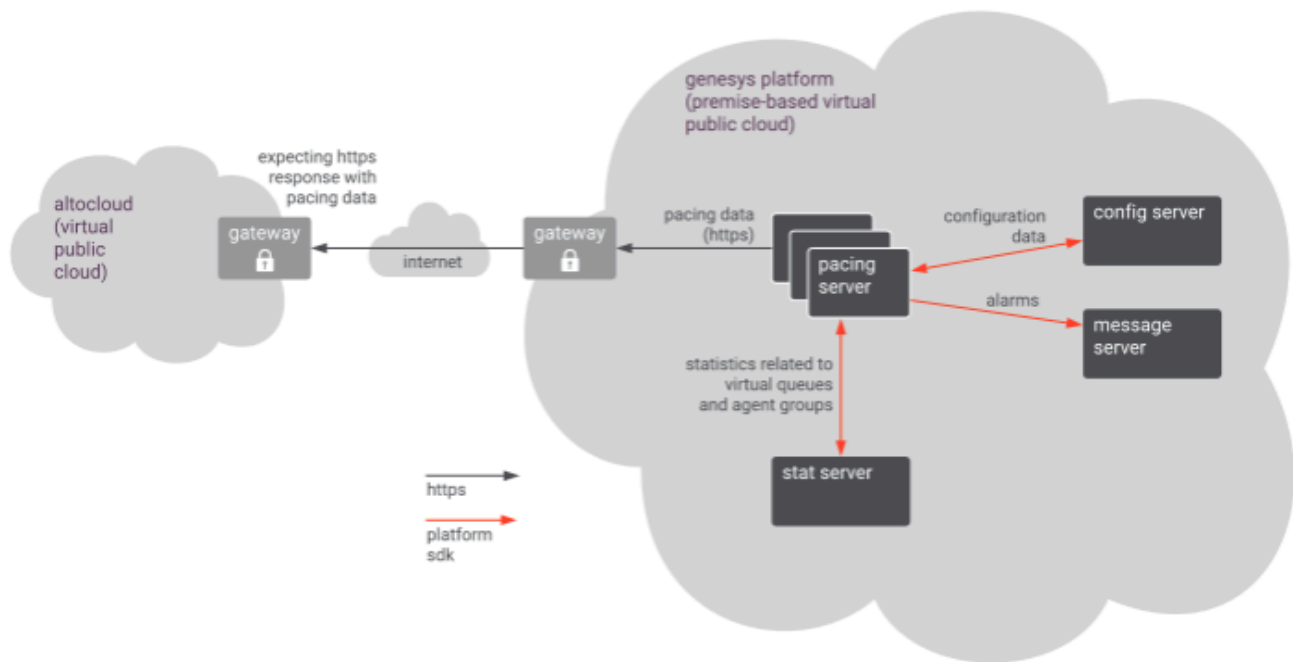 genesys platform
(premise-based virtual
public cloud)
expecting https
response with
pacing data
altocloud
(virtual
public
cloud)
gateway
internet
gateway
pacing data
(https)
pacing
server
configuration
data
config server
alarms
message
server
statistics related to
virtual queues
and agent groups
stat server
https
platform
sdk